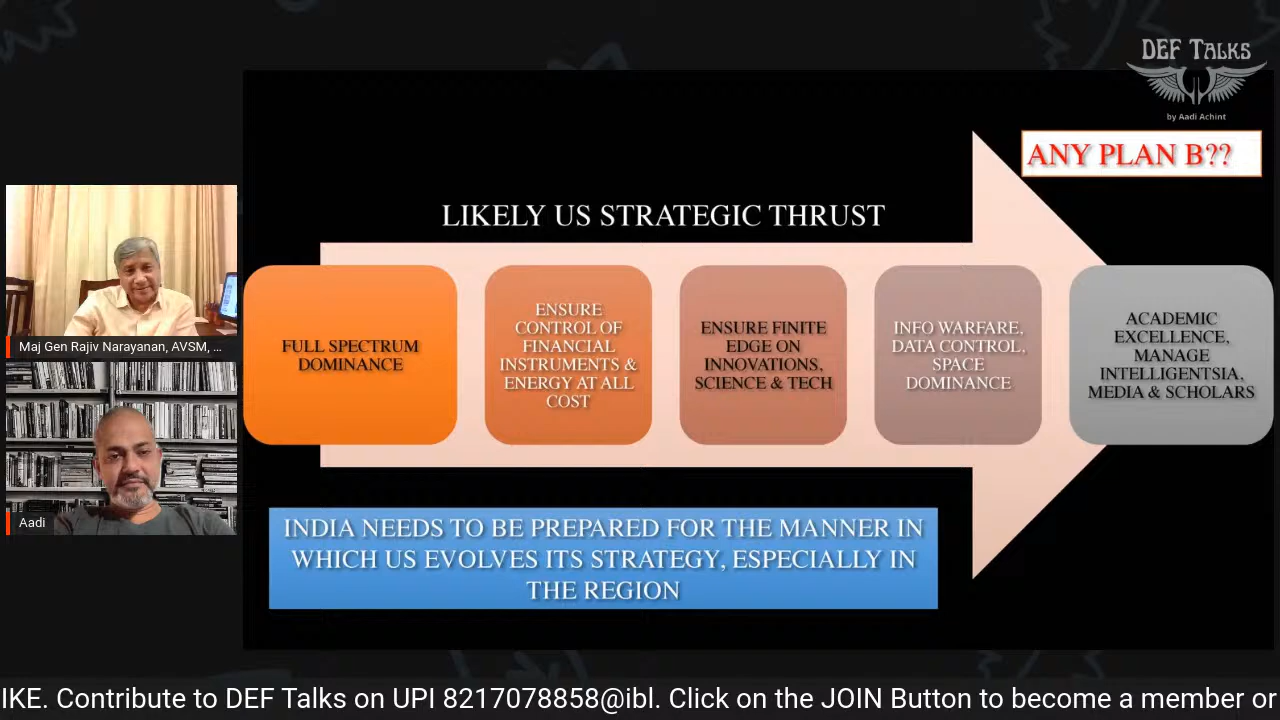 DEF TALKS
by Aadi Achint
ANY PLAN B??
LIKELY US STRATEGIC THRUST
FULL SPECTRUM
DOMINANCE
ENSURE
CONTROL OF
FINANCIAL
INSTRUMENTS &
ENERGY AT ALL
COST
ENSURE FINITE
EDGE ON
INNOVATIONS,
SCIENCE & TECH
INFO WARFARE,
DATA CONTROL,
SPACE
DOMINANCE
ACADEMIC
EXCELLENCE,
MANAGE
INTELLIGENTSIA,
MEDIA & SCHOLARS
Maj Gen Rajiv Narayanan, AVSM, ...
Aadi
INDIA NEEDS TO BE PREPARED FOR THE MANNER IN
WHICH US EVOLVES ITS STRATEGY, ESPECIALLY IN
THE REGION
IKE. Contribute to DEF Talks on UPI 8217078858@ibl. Click on the JOIN Button to become a member or